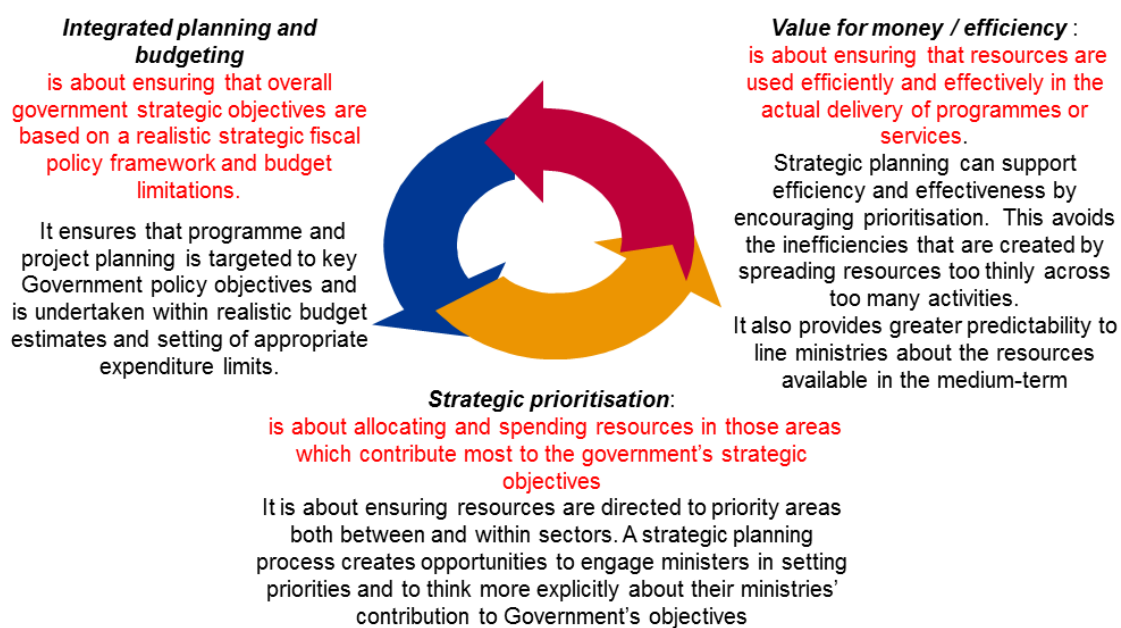 Integrated planning and
budgeting
is about ensuring that overall
government strategic objectives are
based on a realistic strategic fiscal
policy framework and budget
limitations.
It ensures that programme and
project planning is targeted to key
Government policy objectives and
is undertaken within realistic budget
estimates and setting of appropriate
expenditure limits.
Value for money / efficiency :
is about ensuring that resources are
used efficiently and effectively in the
actual delivery of programmes or
services.
Strategic planning can support
efficiency and effectiveness by
encouraging prioritisation. This avoids
the inefficiencies that are created by
spreading resources too thinly across
too many activities.
It also provides greater predictability to
line ministries about the resources
available in the medium-term
Strategic prioritisation:
is about allocating and spending resources in those areas
which contribute most to the government's strategic
objectives
It is about ensuring resources are directed to priority areas
both between and within sectors. A strategic planning
process creates opportunities to engage ministers in setting
priorities and to think more explicitly about their ministries'
contribution to Government's objectives